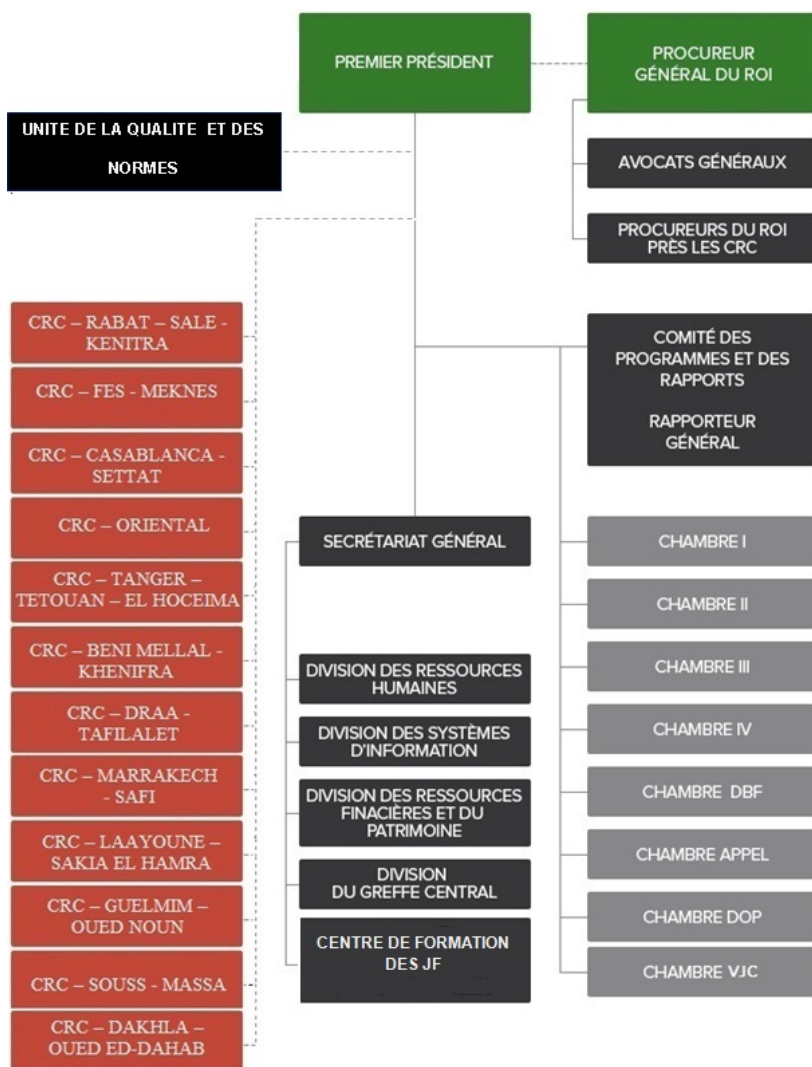 PREMIER PRÉSIDENT
PROCUREUR
GÉNÉRAL DU ROI
UNITE DE LA QUALITE ET DES
NORMES
AVOCATS GÉNÉRAUX
PROCUREURS DU ROI
PRÈS LES CRC
CRC – RABAT – SALE -
KENITRA
CRC – FES - MEKNES
CRC – CASABLANCA -
SETTAT
CRC – ORIENTAL
CRC – TANGER –
TETOUAN – EL HOCEIMA
CRC – BENI MELLAL -
KHENIFRA
CRC – DRAA -
TAFILALET
CRC – MARRAKECH
- SAFI
CRC – LAAYOUNE –
SAKIA EL HAMRA
CRC – GUELMIM –
OUED NOUN
CRC – SOUSS - MASSA
CRC – DAKHLA –
OUED ED-DAHAB
COMITÉ DES
PROGRAMMES ET DES
RAPPORTS
RAPPORTEUR
GÉNÉRAL
SECRÉTARIAT GÉNÉRAL
DIVISION DES RESSOURCES
HUMAINES
DIVISION DES SYSTÈMES
D'INFORMATION
DIVISION DES RESSOURCES
FINACIÈRES ET DU
PATRIMOINE
DIVISION
DU GREFFE CENTRAL
CENTRE DE FORMATION
DES JF
CHAMBRE I
CHAMBRE II
CHAMBRE III
CHAMBRE IV
CHAMBRE DBF
CHAMBRE APPEL
CHAMBRE DOP
CHAMBRE VJC